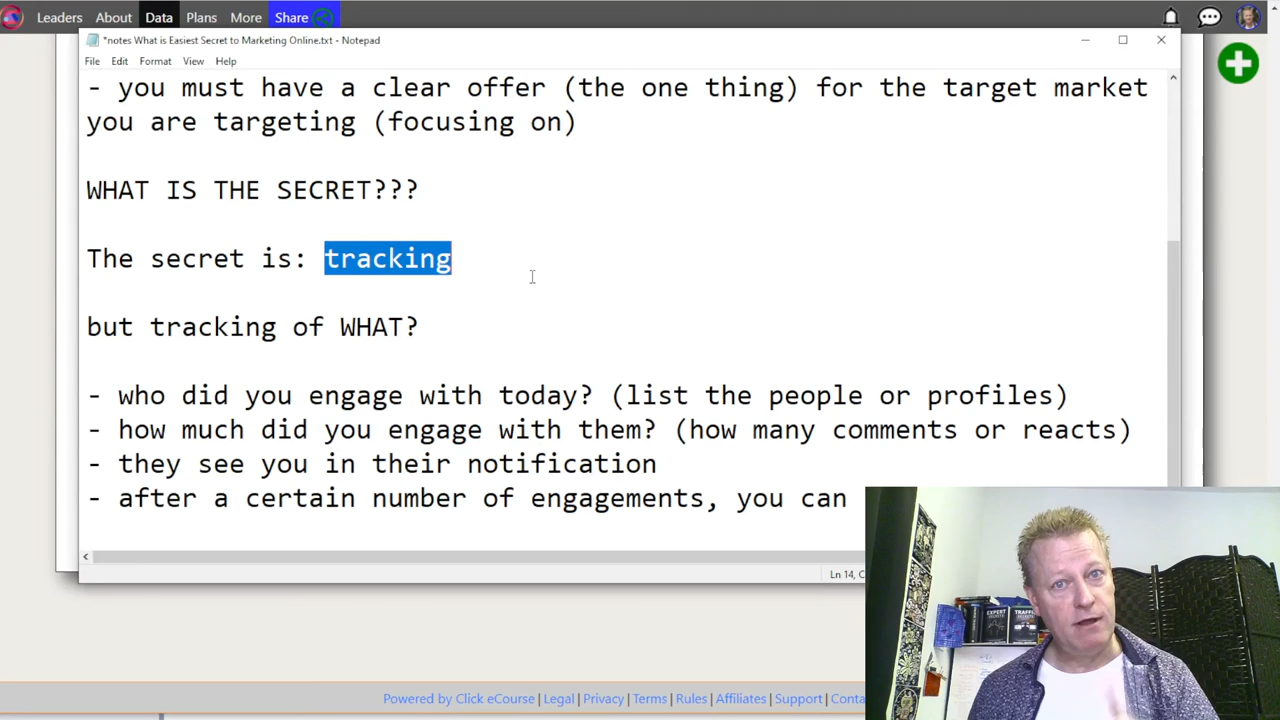 Leaders About Data Plans More Share
*notes What is Easiest Secret to Marketing Online.txt - Notepad
File Edit Format View Help
- you must have a clear offer (the one thing) for the target market
you are targeting (focusing on)
WHAT IS THE SECRET???
The secret is: tracking
but tracking of WHAT?
- who did you engage with today? (list the people or profiles)
- how much did you engage with them? (how many comments or reacts)
- they see you in their notification
- after a certain number of engagements, you can
Ln 14, C
EXPERT
SECRETS
TRAFFIC
Powered by Click eCourse | Legal | Privacy | Terms | Rules | Affiliates | Support | Conta